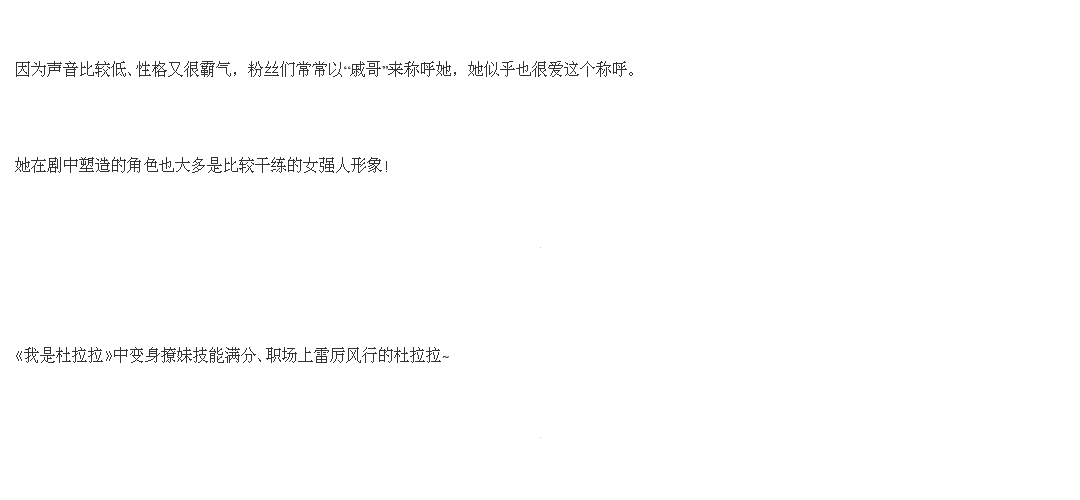 因为声音比较低、性格又很霸气，粉丝们常常以“戚哥”来称呼她，她似乎也很爱这个称呼。
她在剧中塑造的角色也大多是比较干练的女强人形象！
《我是杜拉拉》中变身撩妹技能满分、职场上雷厉风行的杜拉拉~